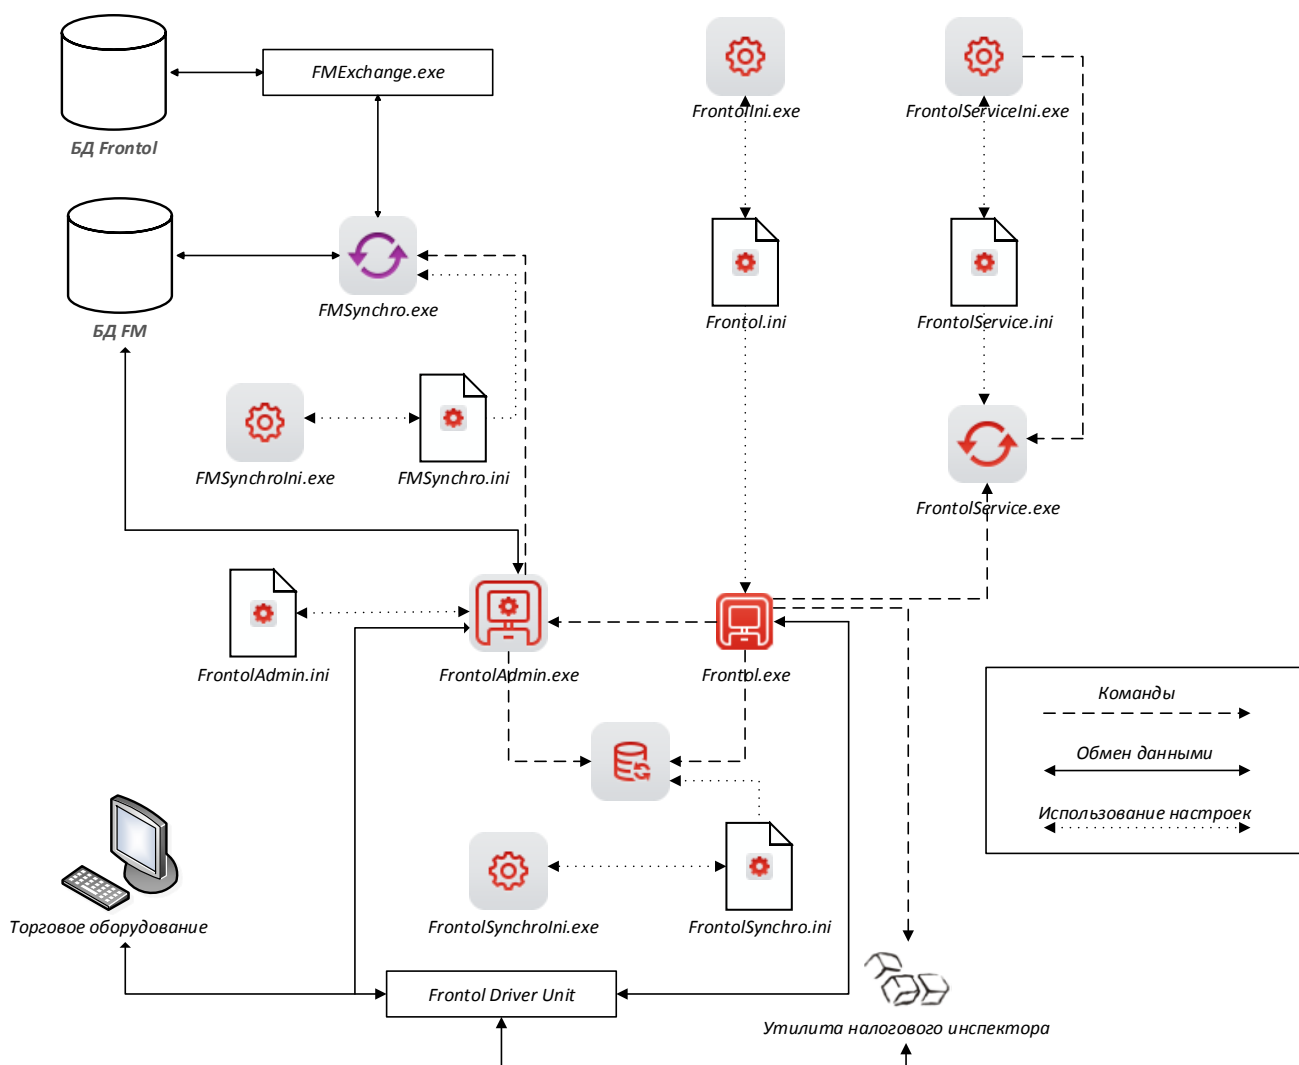 FMExchange.exe
FrontolIni.exe
FrontolServiceIni.exe
БД Frontol
FMSynchro.exe
Frontol.ini
FrontolService.ini
БД FM
FMSynchroIni.exe
FMSynchro.ini
FrontolService.exe
FrontolAdmin.ini
FrontolAdmin.exe
Frontol.exe
Команды
Обмен данными
Использование настроек
Торговое оборудование
FrontolSynchroIni.exe
FrontolSynchro.ini
Frontol Driver Unit
Утилита налогового инспектора